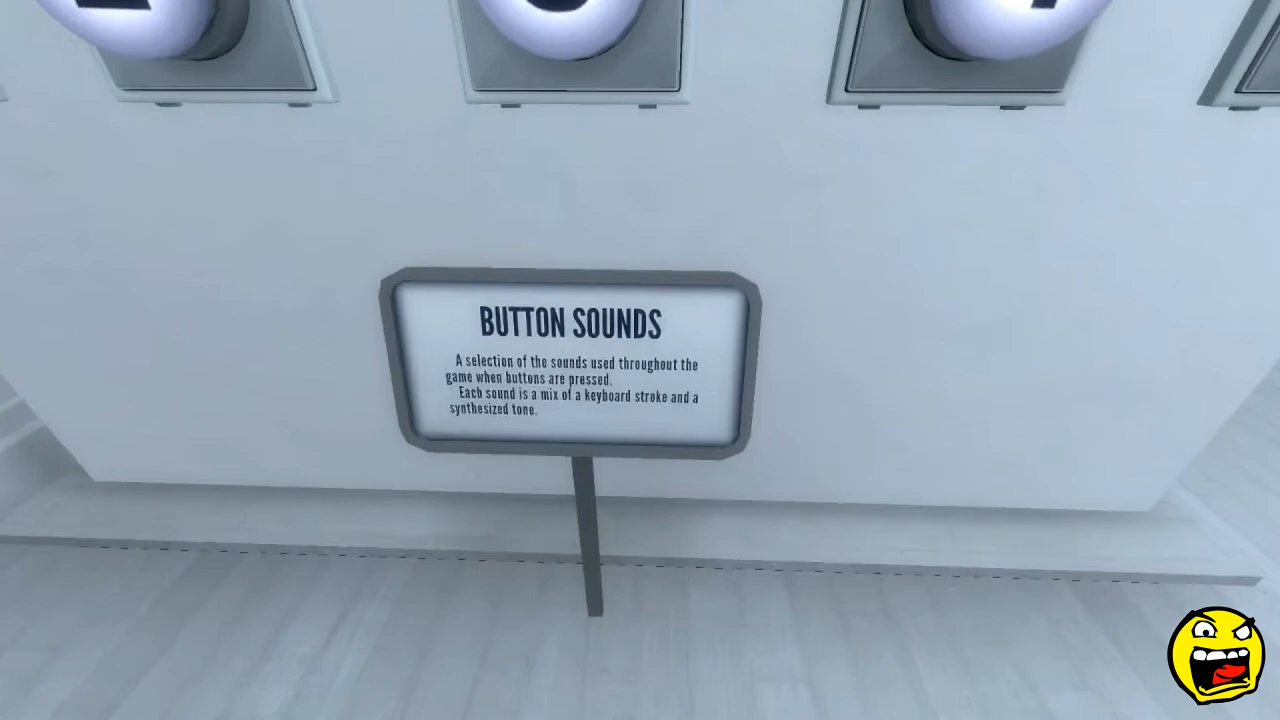 BUTTON SOUNDS
A selection of the sounds used throughout the
game when buttons are pressed.
Each sound is a mix of a keyboard stroke and a
synthesized tone.